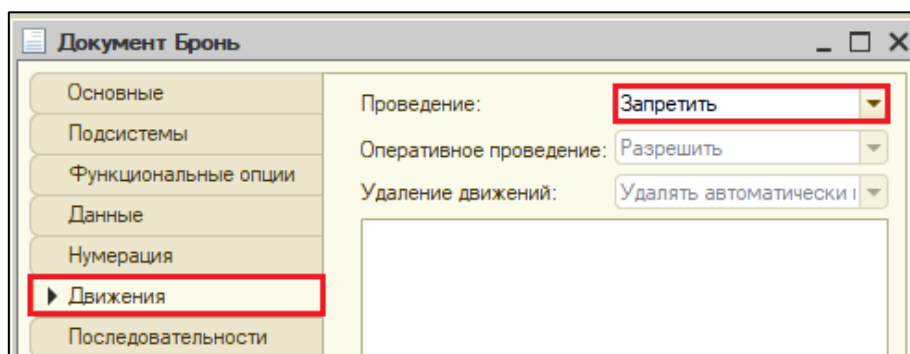 Документ Бронь
Основные
Подсистемы
Функциональные опции
Данные
Нумерация
Движения
Последовательности
Проведение: Запретить
Оперативное проведение: Разрешить
Удаление движений: Удалять автоматически